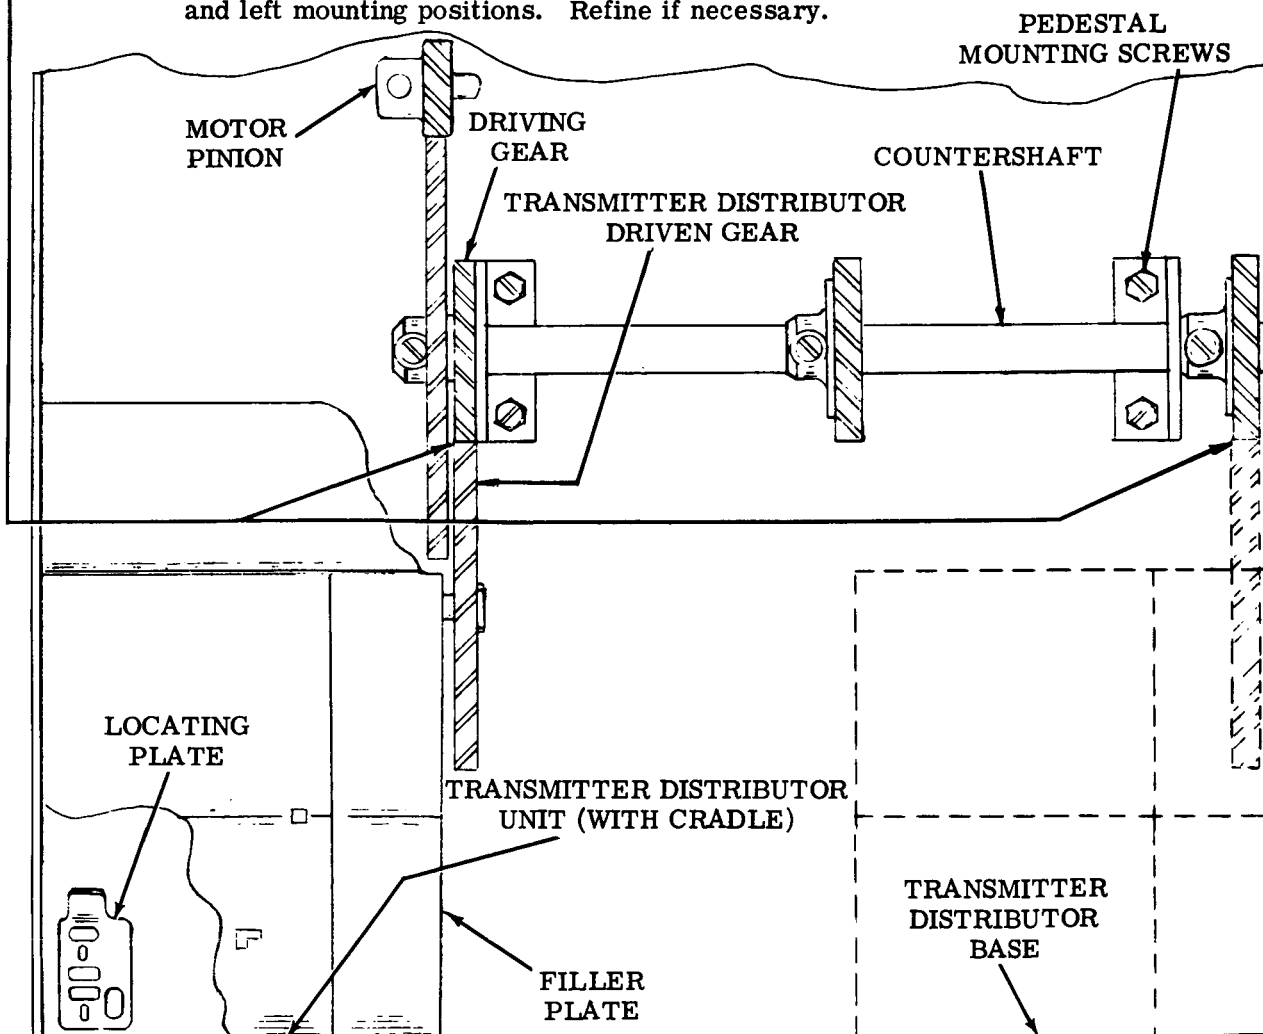 and left mounting positions. Refine if necessary.
PEDESTAL
MOUNTING SCREWS
MOTOR
PINION
DRIVING
GEAR
COUNTERSHAFT
TRANSMITTER DISTRIBUTOR
DRIVEN GEAR
LOCATING
PLATE
TRANSMITTER DISTRIBUTOR
UNIT (WITH CRADLE)
TRANSMITTER
DISTRIBUTOR
BASE
FILLER
PLATE